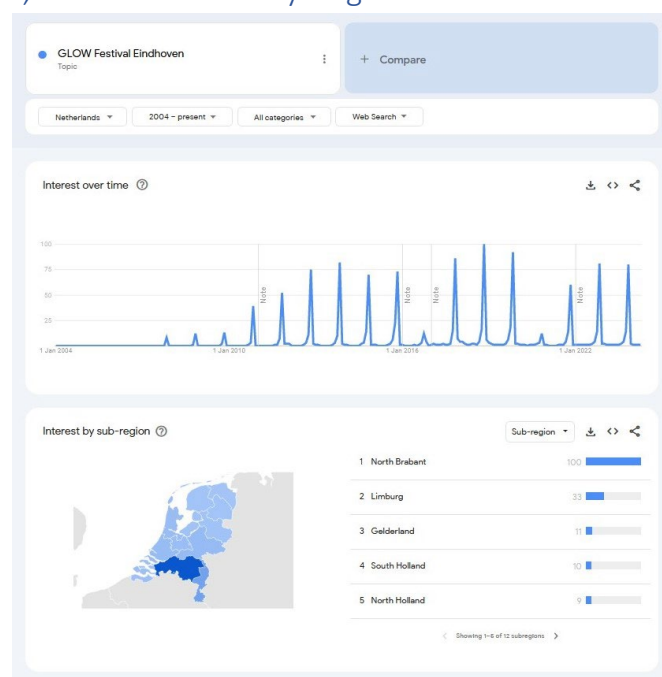 GLOW Festival Eindhoven
Topic
+ Compare
Netherlands
2004 – present
All categories
Web Search
Interest over time
100
75
50
25
Note
Note
Note
Note
1 Jan 2004
1 Jan 2010
1 Jan 2016
1 Jan 2022
Interest by sub-region
Sub-region
1 North Brabant 100
2 Limburg 33
3 Gelderland 11
4 South Holland 10
5 North Holland 9
Showing 1–5 of 12 subregions